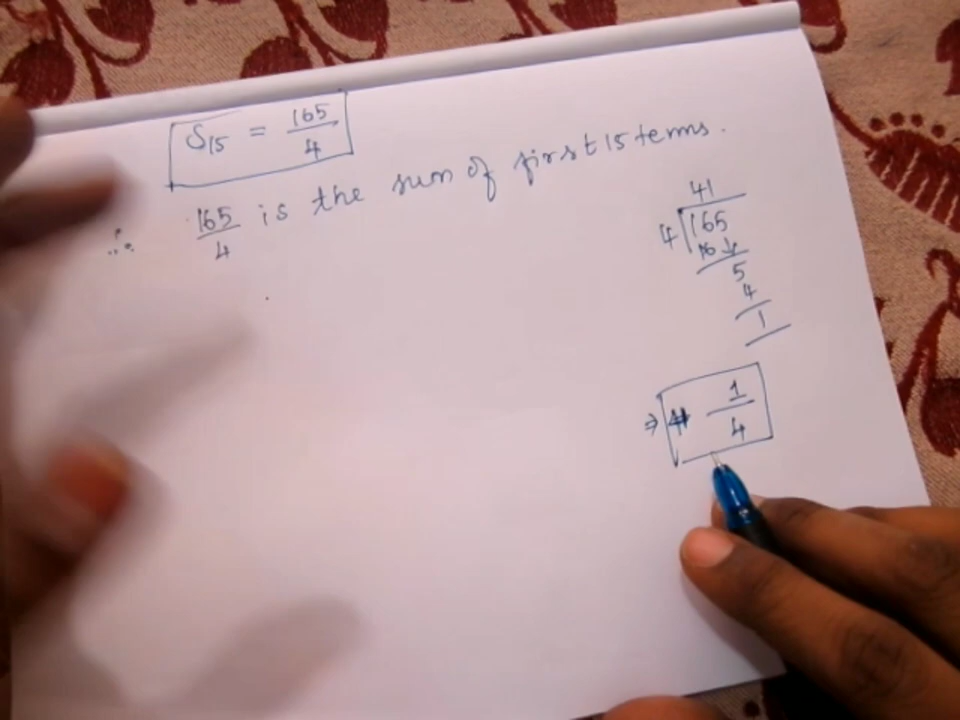 S15 = 165/4
∴ 165/4 is the sum of first 15 terms.
41
4 165
16 ↓
5
4
1
⇒ 41 1/4